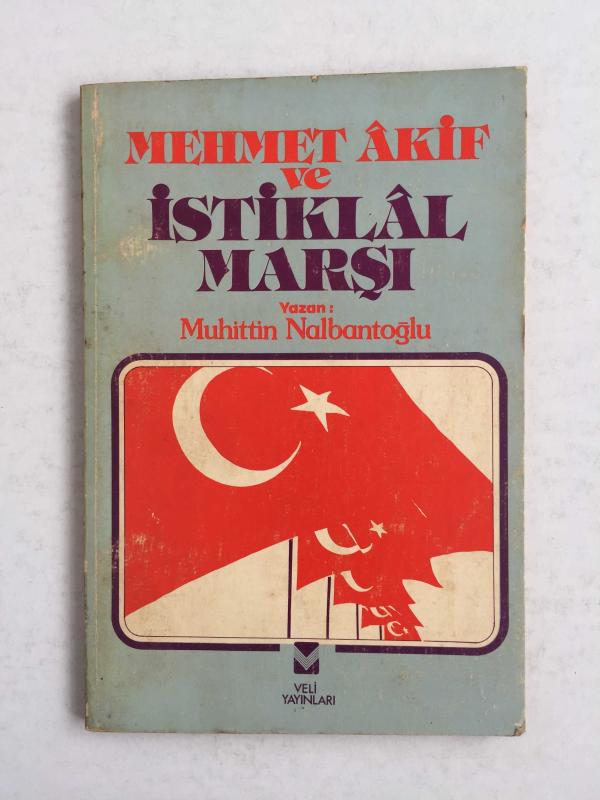 MEHMET ÂKİF
ve
İSTİKLÂL
MARŞI
Yazan:
Muhittin Nalbantoğlu
VELİ
YAYINLARI